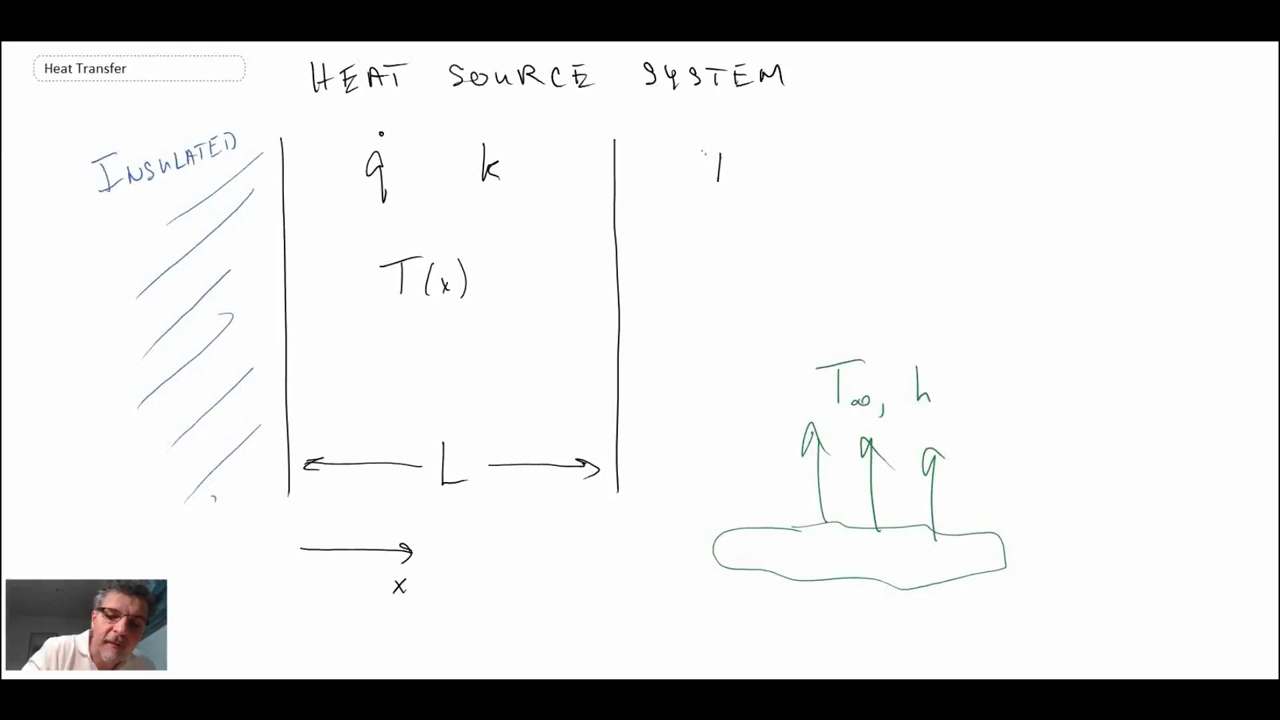 Heat Transfer
HEAT SOURCE SYSTEM
INSULATED
q̇ k
T(x)
T∞, h
L
x